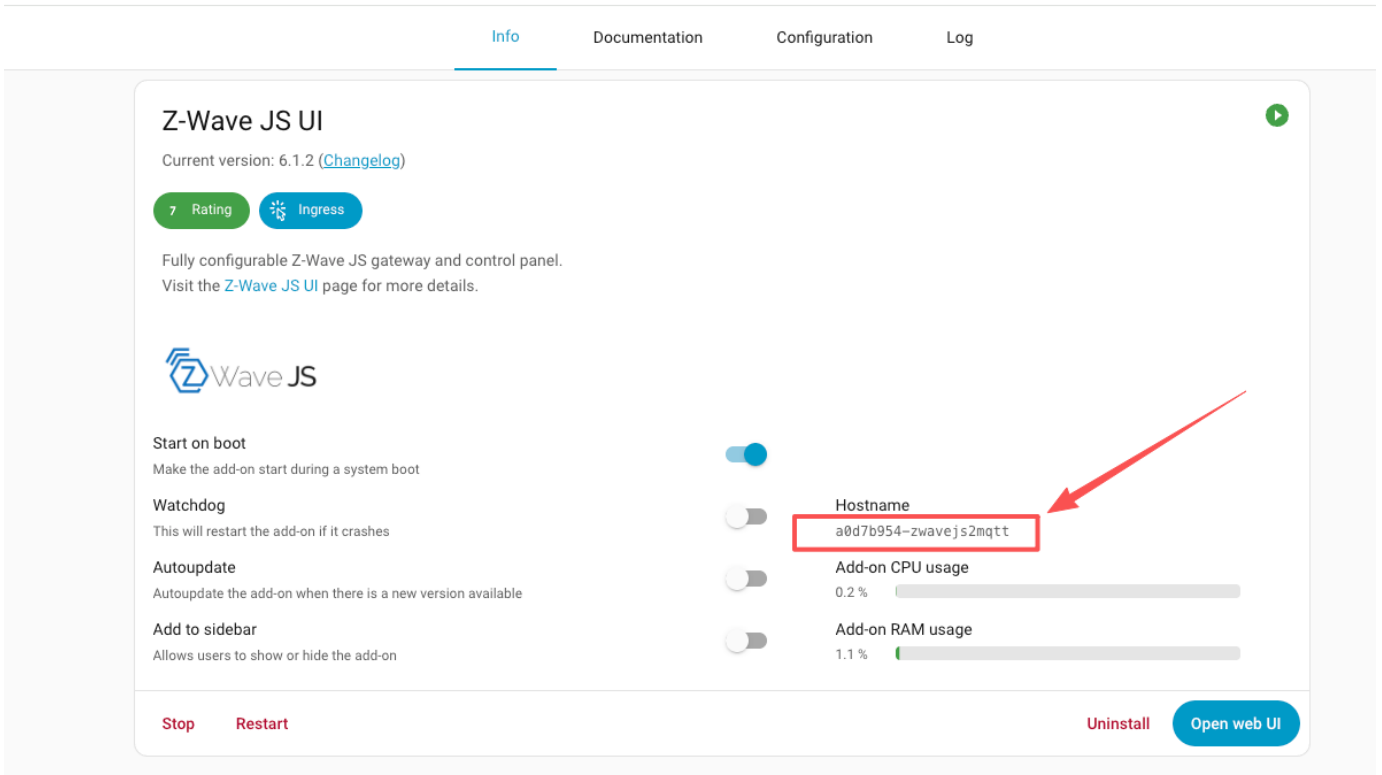 Info Documentation Configuration Log
Z-Wave JS UI
Current version: 6.1.2 (Changelog)
7 Rating Ingress
Fully configurable Z-Wave JS gateway and control panel.
Visit the Z-Wave JS UI page for more details.
Z Wave JS
Start on boot
Make the add-on start during a system boot
Watchdog
This will restart the add-on if it crashes
Hostname
a0d7b954-zwavejs2mqtt
Autoupdate
Autoupdate the add-on when there is a new version available
Add-on CPU usage
0.2 %
Add to sidebar
Allows users to show or hide the add-on
Add-on RAM usage
1.1 %
Stop Restart Uninstall Open web UI